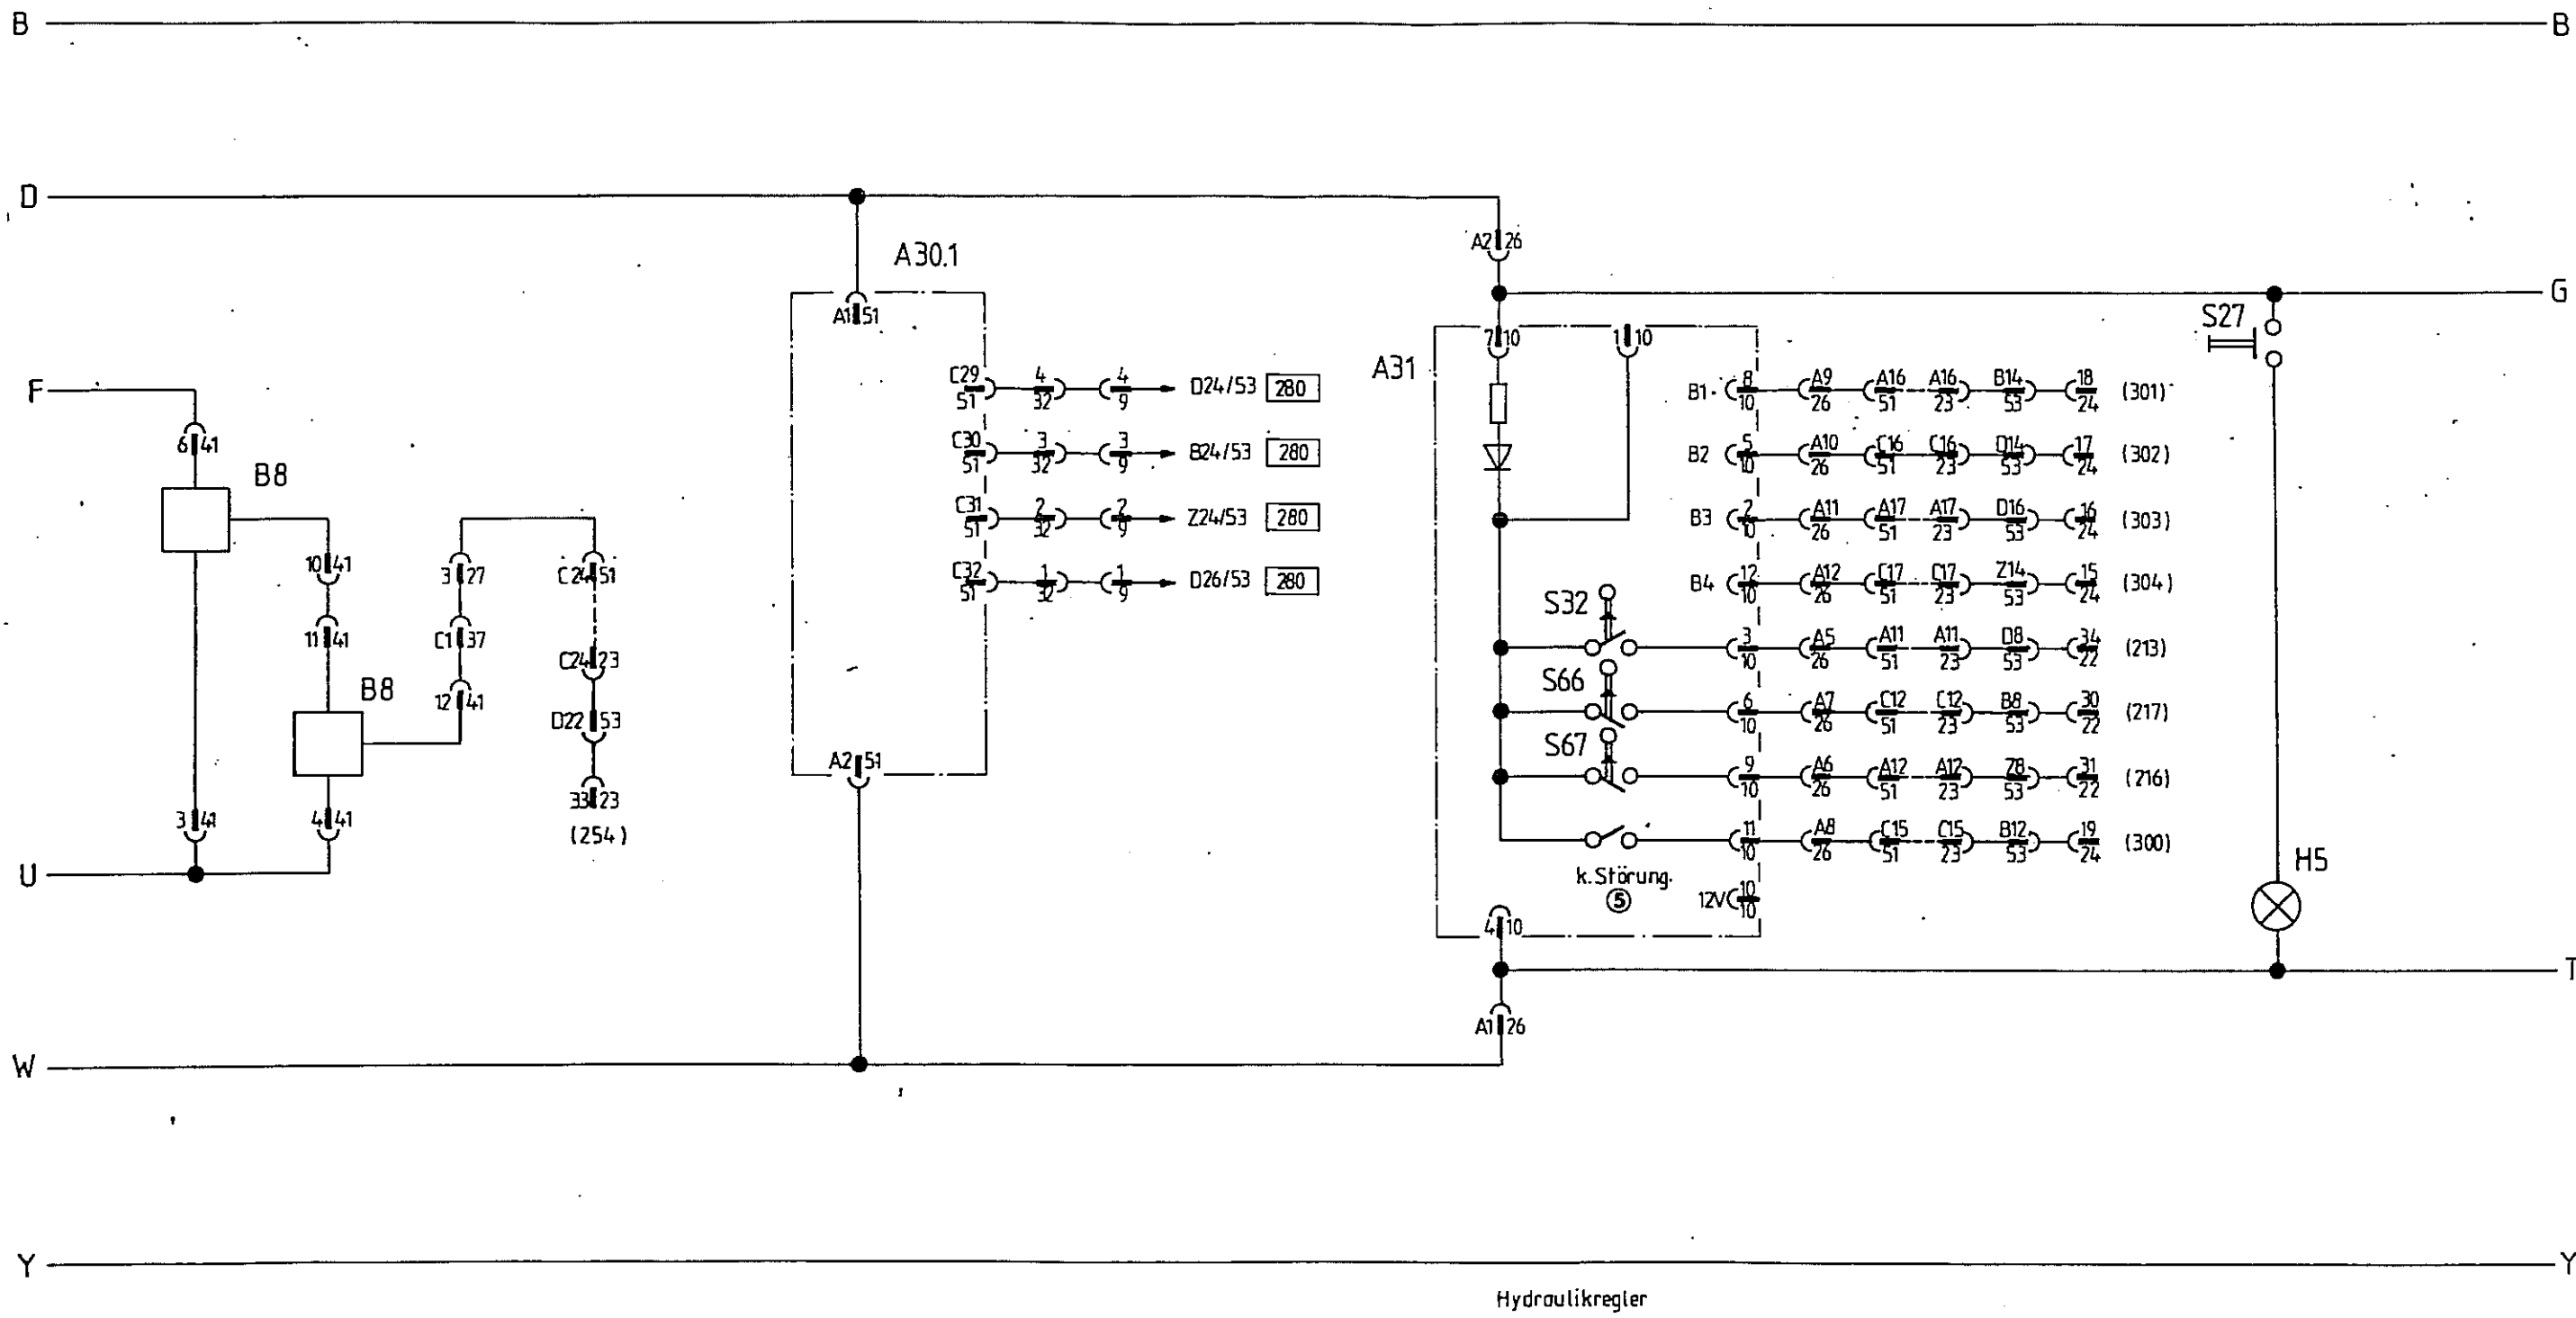 B B
D
A2 26
A30.1
G
A1 51
S27
7 10 1 10
A31
F
C29 4 4 D24/53 280
51 32 9
B1 8 A9 A16 A16 B14 18 (301)
10 26 51 23 53 24
6 41
C30 3 3 B24/53 280
51 32 9
B2 5 A10 C16 C16 D14 17 (302)
10 26 51 23 53 24
B8
C31 2 2 Z24/53 280
51 32 9
B3 2 A11 A17 A17 D16 16 (303)
10 26 51 23 53 24
10 41
3 27 C24 51
C32 1 1 D26/53 280
51 32 9
B4 12 A12 C17 C17 Z14 15 (304)
10 26 51 23 53 24
S32
11 41
C1 37
C24 23
3 A5 A11 A11 D8 34 (213)
10 26 51 23 53 22
S66
B8
12 41
D22 53
6 A7 C12 C12 B8 30 (217)
10 26 51 23 53 22
S67
A2 51
9 A6 A12 A12 Z8 31 (216)
10 26 51 23 53 22
33 23
3 41 4 41
(254)
11 A8 C15 C15 B12 19 (300)
10 26 51 23 53 24
U
H5
k.Störung.
5
12V 10
10
4 10
T
A1 26
W
Y Y
Hydraulikregler